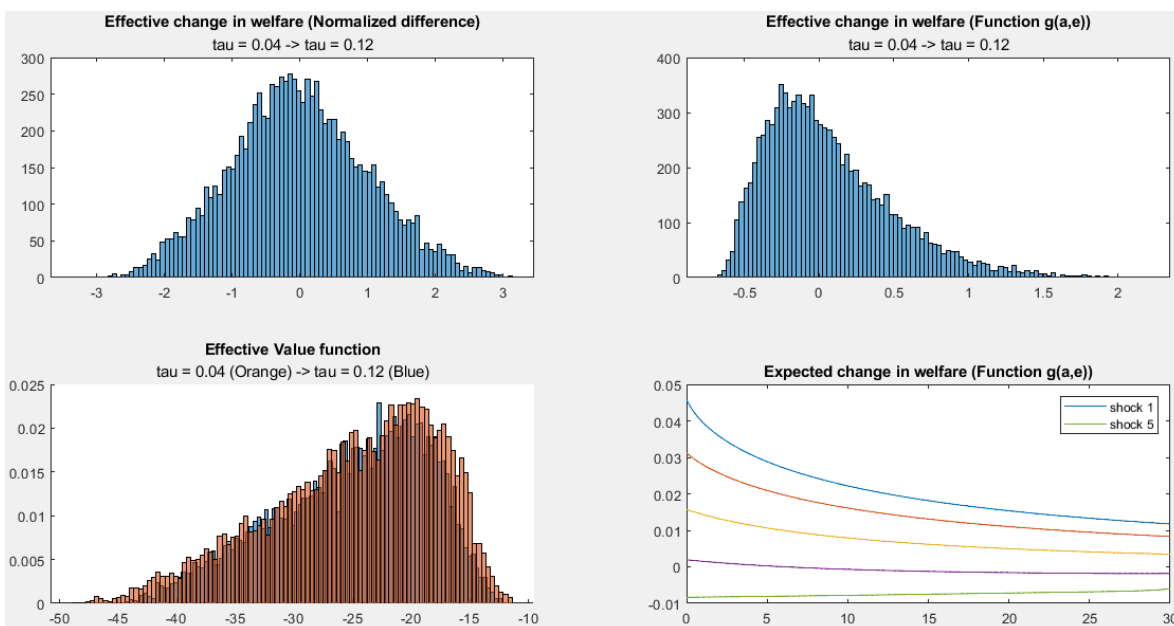 Effective change in welfare (Normalized difference)
tau = 0.04 -> tau = 0.12
300
250
200
150
100
50
0
-3 -2 -1 0 1 2 3
Effective change in welfare (Function g(a,e))
tau = 0.04 -> tau = 0.12
400
300
200
100
0
-0.5 0 0.5 1 1.5 2
Effective Value function
tau = 0.04 (Orange) -> tau = 0.12 (Blue)
0.025
0.02
0.015
0.01
0.005
0
-50 -45 -40 -35 -30 -25 -20 -15 -10
Expected change in welfare (Function g(a,e))
0.05
0.04
0.03
0.02
0.01
0
-0.01
0 5 10 15 20 25 30
shock 1
shock 5